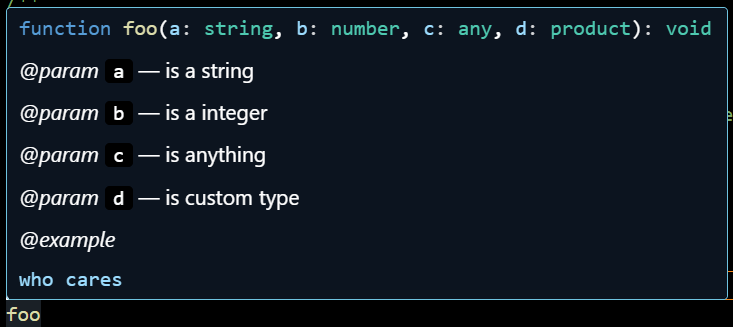 /**
function foo(a: string, b: number, c: any, d: product): void
@param a — is a string
@param b — is a integer
@param c — is anything
@param d — is custom type
@example
who cares
foo